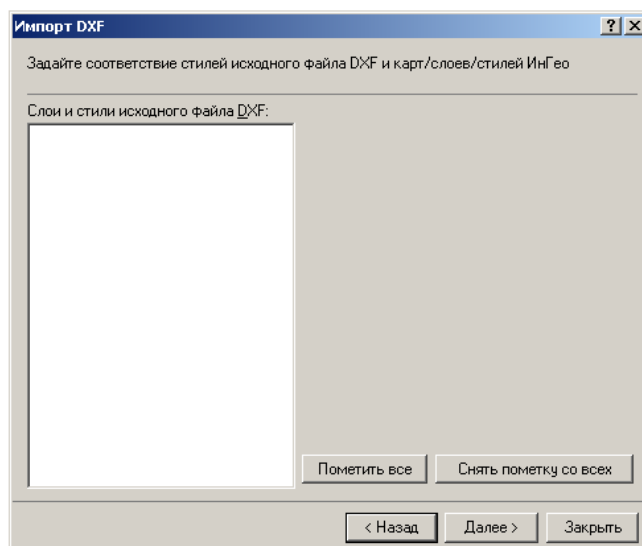 Импорт DXF
Задайте соответствие стилей исходного файла DXF и карт/слоев/стилей ИнГео
Слои и стили исходного файла DXF:
Пометить все
Снять пометку со всех
< Назад
Далее >
Закрыть